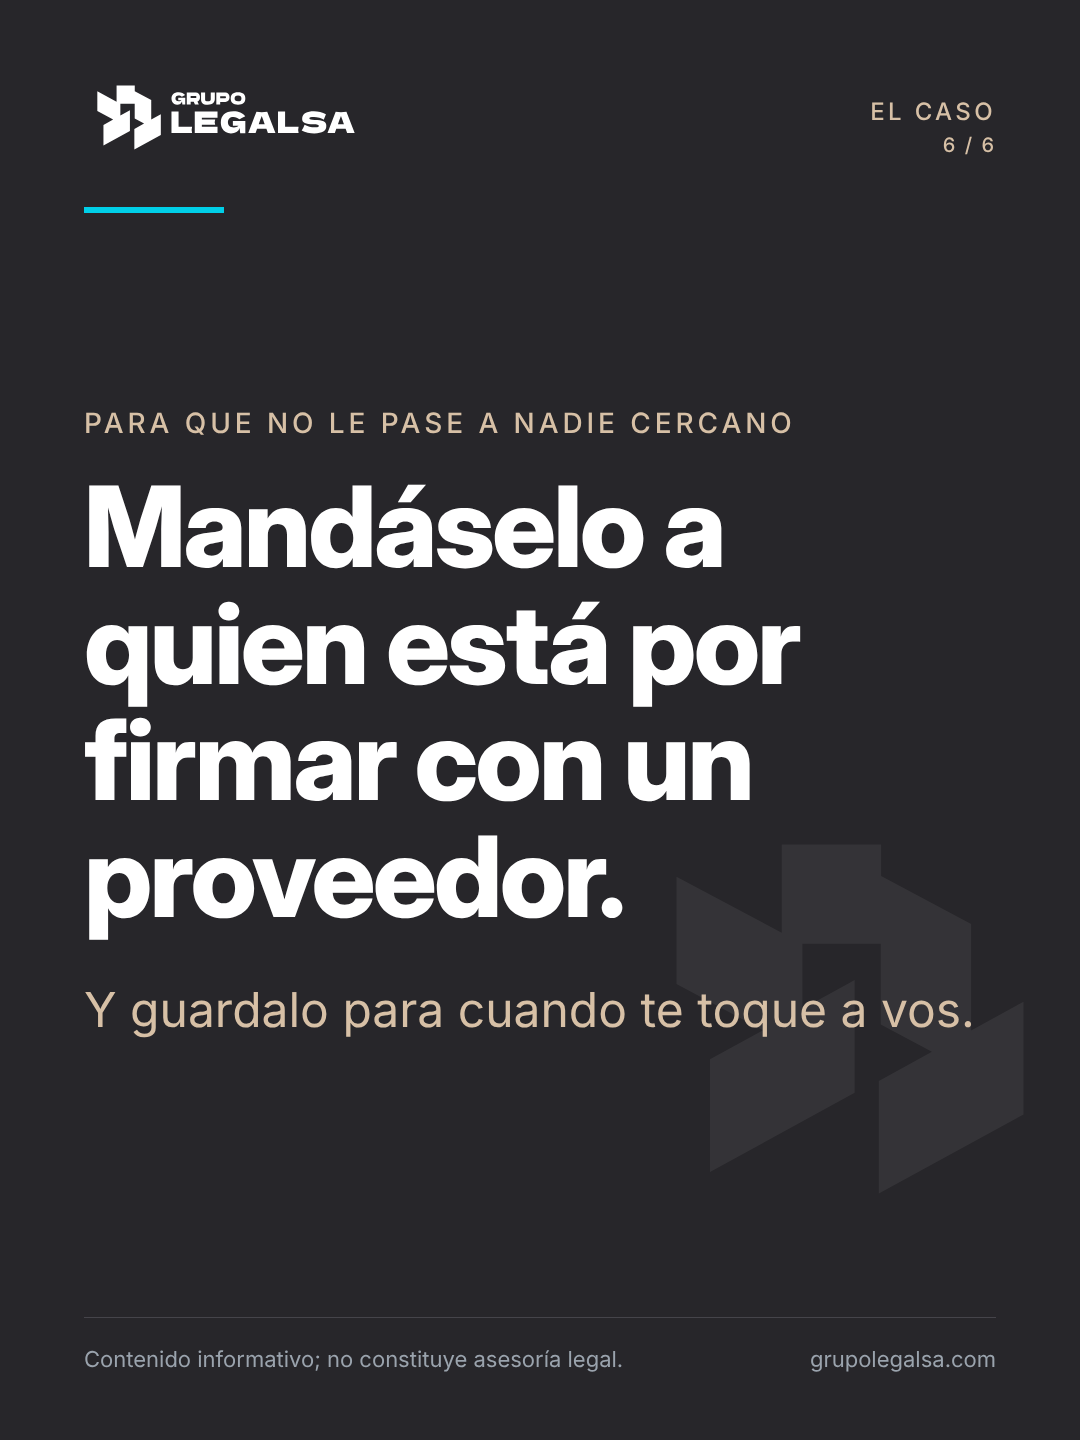 GRUPO
LEGALSA
EL CASO
6 / 6
PARA QUE NO LE PASE A NADIE CERCANO
Mandáselo a
quien está por
firmar con un
proveedor.
Y guardalo para cuando te toque a vos.
Contenido informativo; no constituye asesoría legal.
grupolegalsa.com